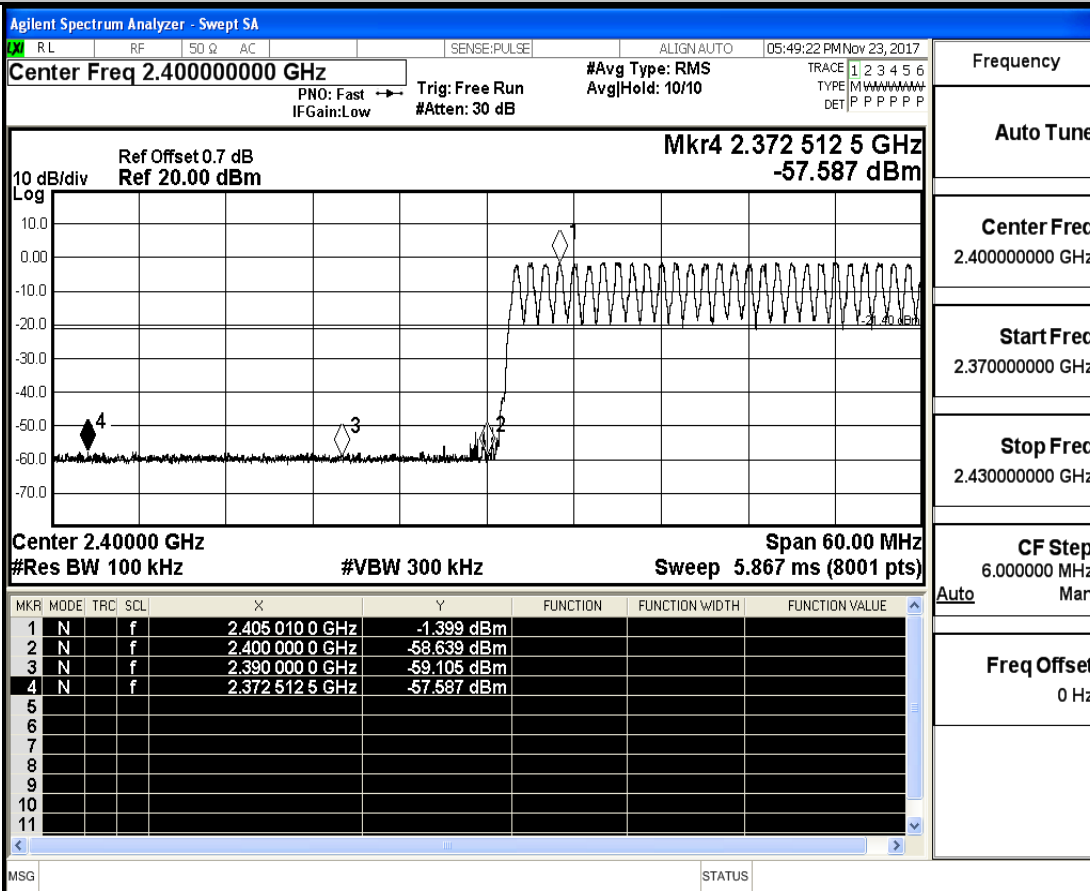 Agilent Spectrum Analyzer - Swept SA
LXI RL RF 50 Ω AC SENSE:PULSE ALIGN AUTO 05:49:22 PM Nov 23, 2017
Center Freq 2.400000000 GHz
PNO: Fast
IFGain:Low
Trig: Free Run
#Atten: 30 dB
#Avg Type: RMS
Avg|Hold: 10/10
TRACE 1 2 3 4 5 6
TYPE M WWWWW
DET P P P P P P
Mkr4 2.372 512 5 GHz
-57.587 dBm
Ref Offset 0.7 dB
10 dB/div Ref 20.00 dBm
Log
10.0
0.00
-10.0
-20.0
-30.0
-40.0
-50.0
-60.0
-70.0
1
2
3
4
-21.40 dBm
Center 2.40000 GHz Span 60.00 MHz
#Res BW 100 kHz #VBW 300 kHz Sweep 5.867 ms (8001 pts)
MKR MODE TRC SCL X Y FUNCTION FUNCTION WIDTH FUNCTION VALUE
1 N f 2.405 010 0 GHz -1.399 dBm
2 N f 2.400 000 0 GHz -58.639 dBm
3 N f 2.390 000 0 GHz -59.105 dBm
4 N f 2.372 512 5 GHz -57.587 dBm
5
6
7
8
9
10
11
MSG STATUS
Frequency
Auto Tune
Center Freq
2.400000000 GHz
Start Freq
2.370000000 GHz
Stop Freq
2.430000000 GHz
CF Step
6.000000 MHz
Auto Man
Freq Offset
0 Hz